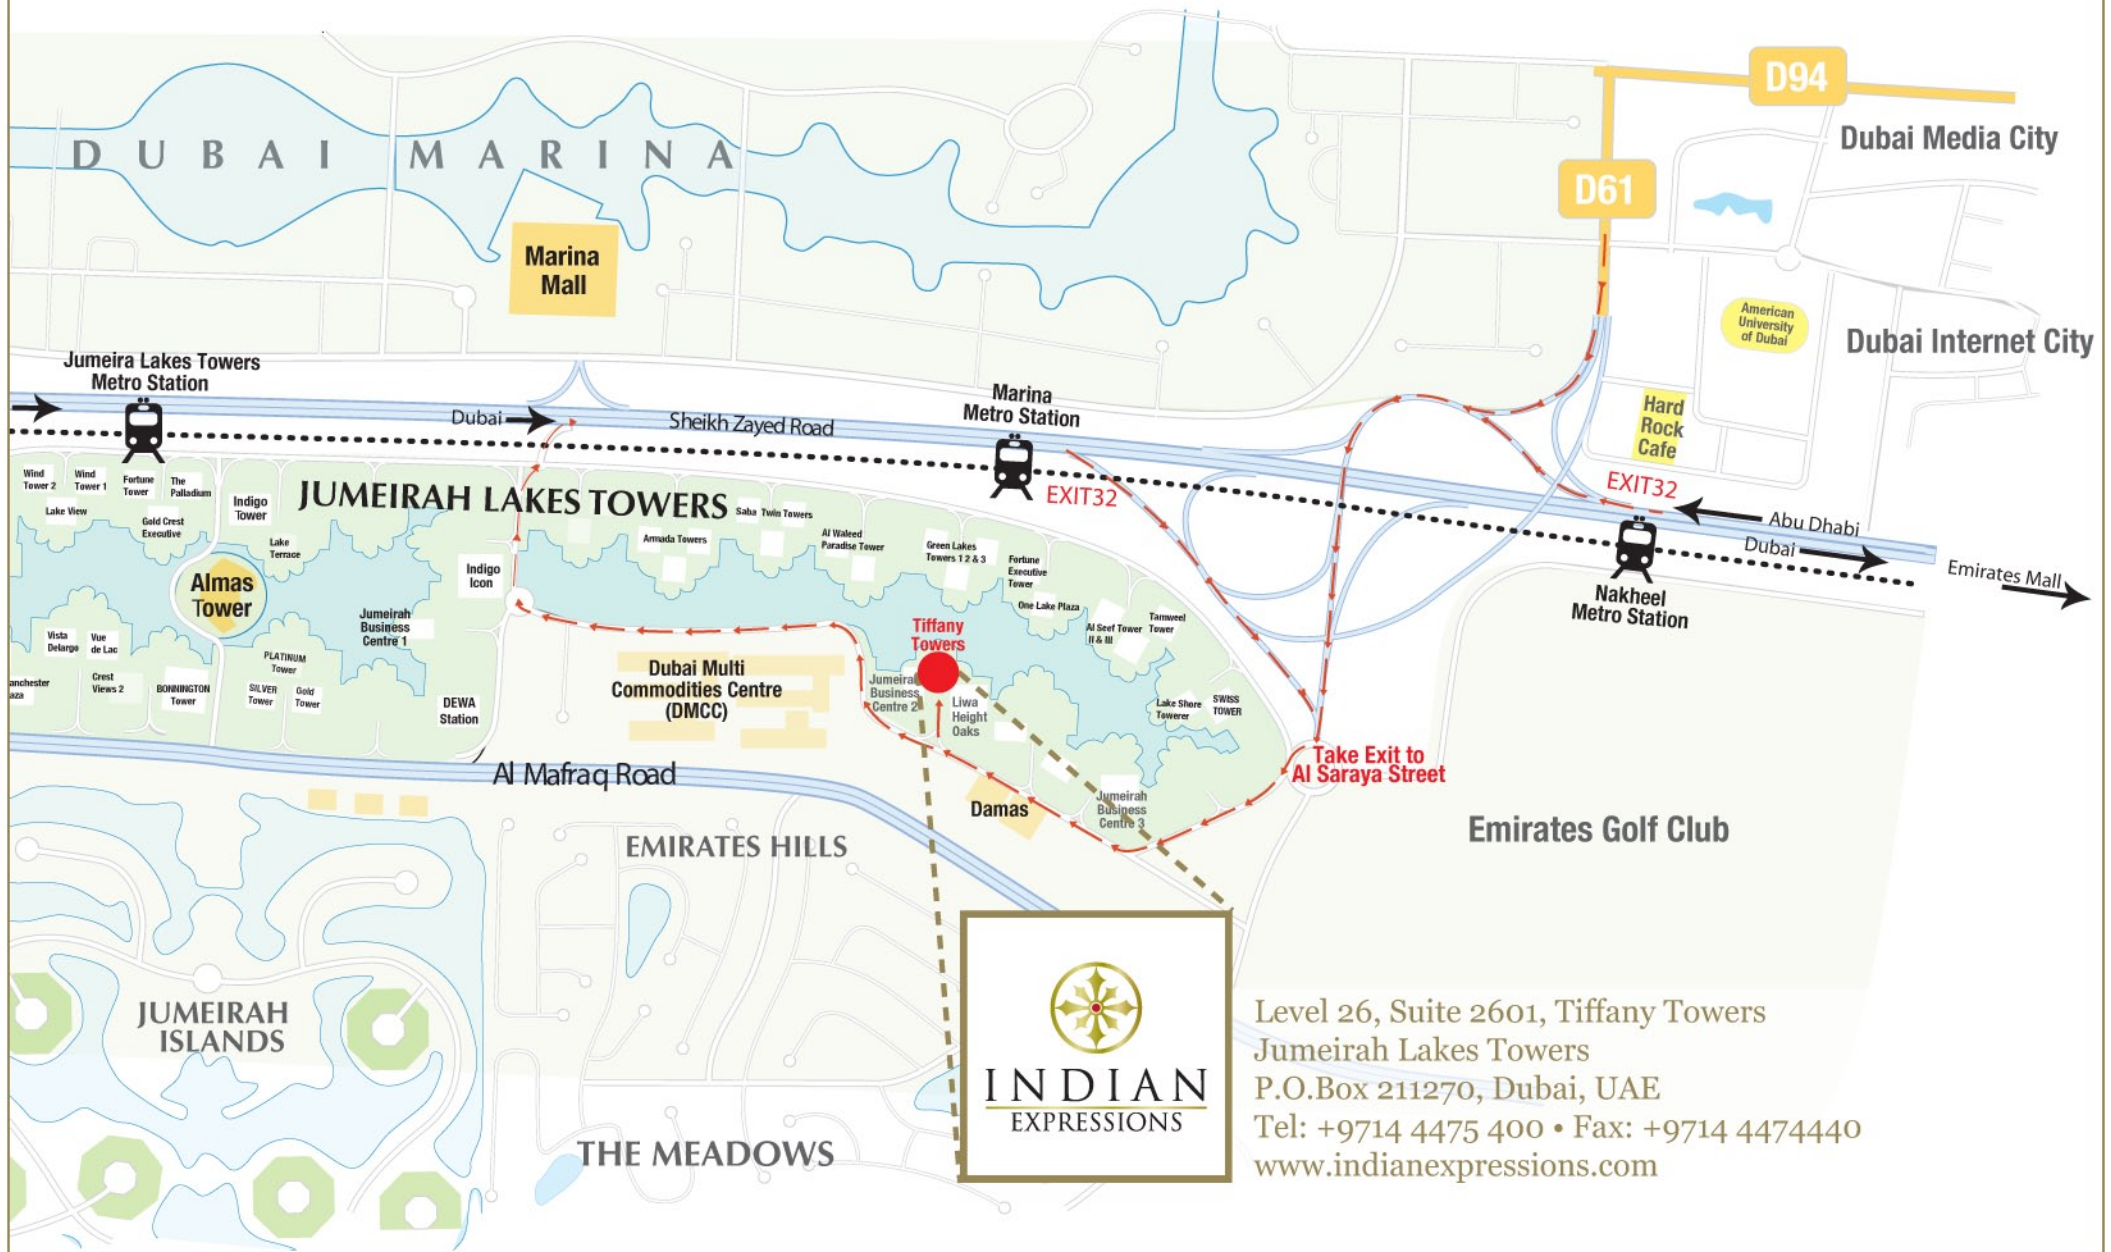 D94
Dubai Media City
DUBAI MARINA
D61
Marina
Mall
American
University
of Dubai
Dubai Internet City
Jumeira Lakes Towers
Metro Station
Marina
Metro Station
Hard
Rock
Cafe
Dubai
Sheikh Zayed Road
EXIT32
EXIT32
Abu Dhabi
Dubai
Emirates Mall
Nakheel
Metro Station
Wind
Tower 2
Wind
Tower 1
Fortune
Tower
The
Palladium
Lake View
Gold Crest
Executive
Indigo
Tower
JUMEIRAH LAKES TOWERS
Saba Twin Towers
Lake
Terrace
Armada Towers
Al Waleed
Paradise Tower
Green Lakes
Towers 1 2 & 3
Fortune
Executive
Tower
Almas
Tower
Indigo
Icon
One Lake Plaza
Jumeirah
Business
Centre 1
Tiffany
Towers
Al Seef Tower
II & III
Tamweel
Tower
Vista
Delargo
Vue
de Lac
PLATINUM
Tower
Dubai Multi
Commodities Centre
(DMCC)
anchester
aza
Crest
Views 2
BONNINGTON
Tower
SILVER
Tower
Gold
Tower
DEWA
Station
Jumeira
Business
Centre 2
Liwa
Height
Oaks
Lake Shore
Towerer
SWISS
TOWER
Take Exit to
Al Saraya Street
Al Mafraq Road
Damas
Jumeirah
Business
Centre 3
EMIRATES HILLS
Emirates Golf Club
JUMEIRAH
ISLANDS
THE MEADOWS
INDIAN
EXPRESSIONS
Level 26, Suite 2601, Tiffany Towers
Jumeirah Lakes Towers
P.O.Box 211270, Dubai, UAE
Tel: +9714 4475 400 • Fax: +9714 4474440
www.indianexpressions.com